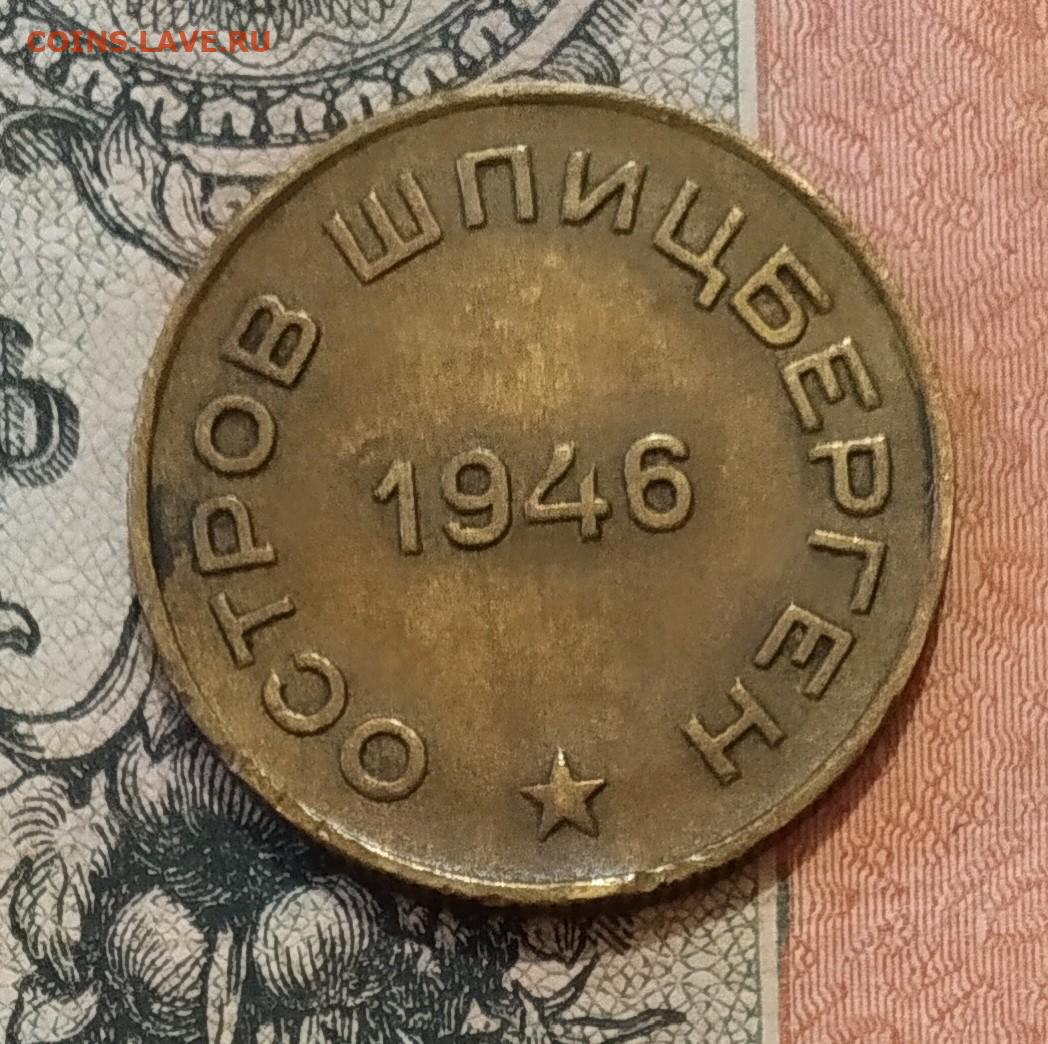 COINS.LAVE.RU
ОСТРОВ ШПИЦБЕРГЕН
1946